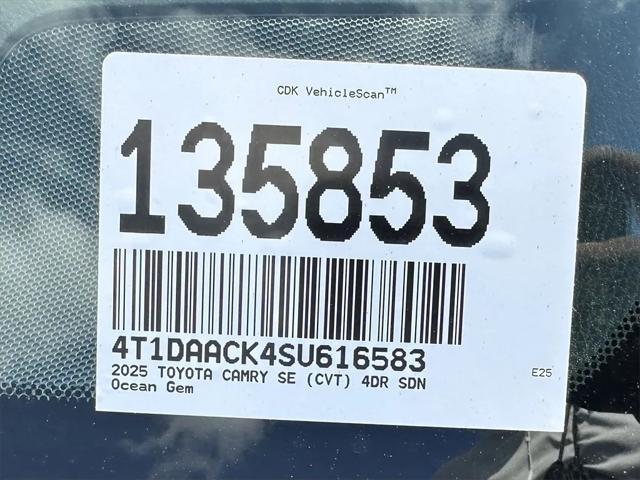 CDK VehicleScan™
135853
4T1DAACK4SU616583
2025 TOYOTA CAMRY SE (CVT) 4DR SDN
Ocean Gem
E25